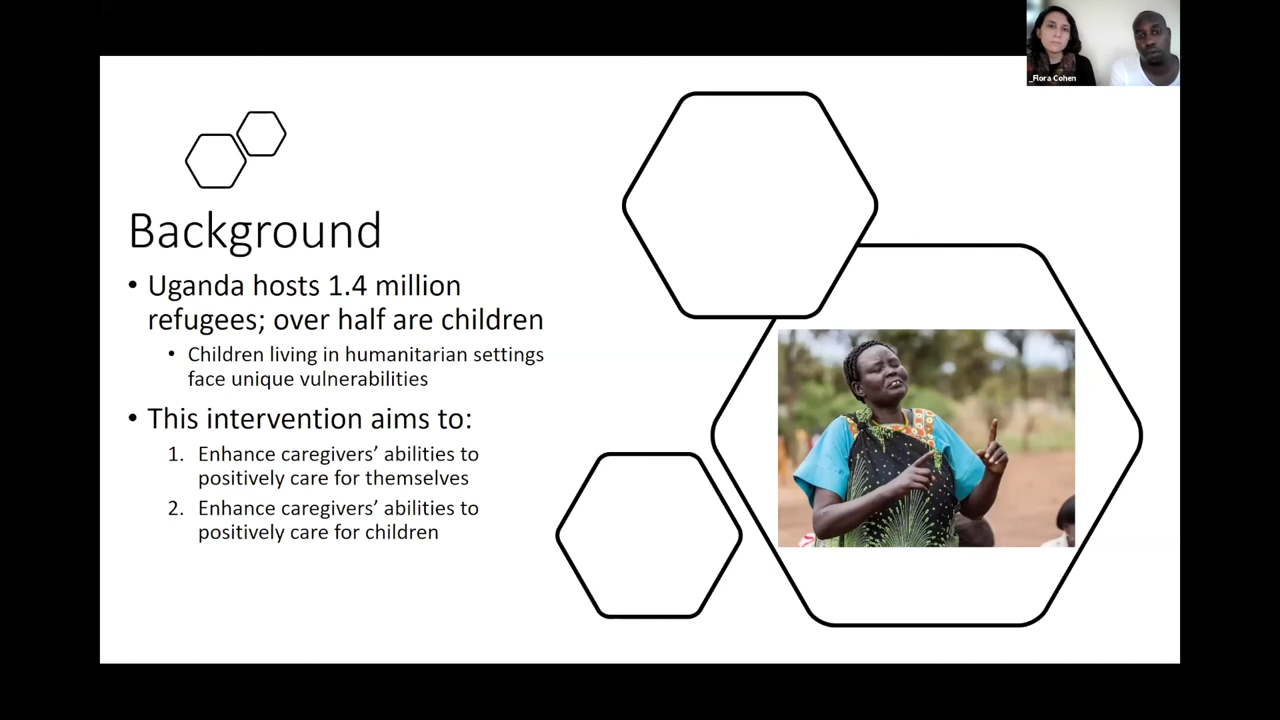 _Flora Cohen
Background
• Uganda hosts 1.4 million
refugees; over half are children
• Children living in humanitarian settings
face unique vulnerabilities
• This intervention aims to:
1. Enhance caregivers’ abilities to
positively care for themselves
2. Enhance caregivers’ abilities to
positively care for children